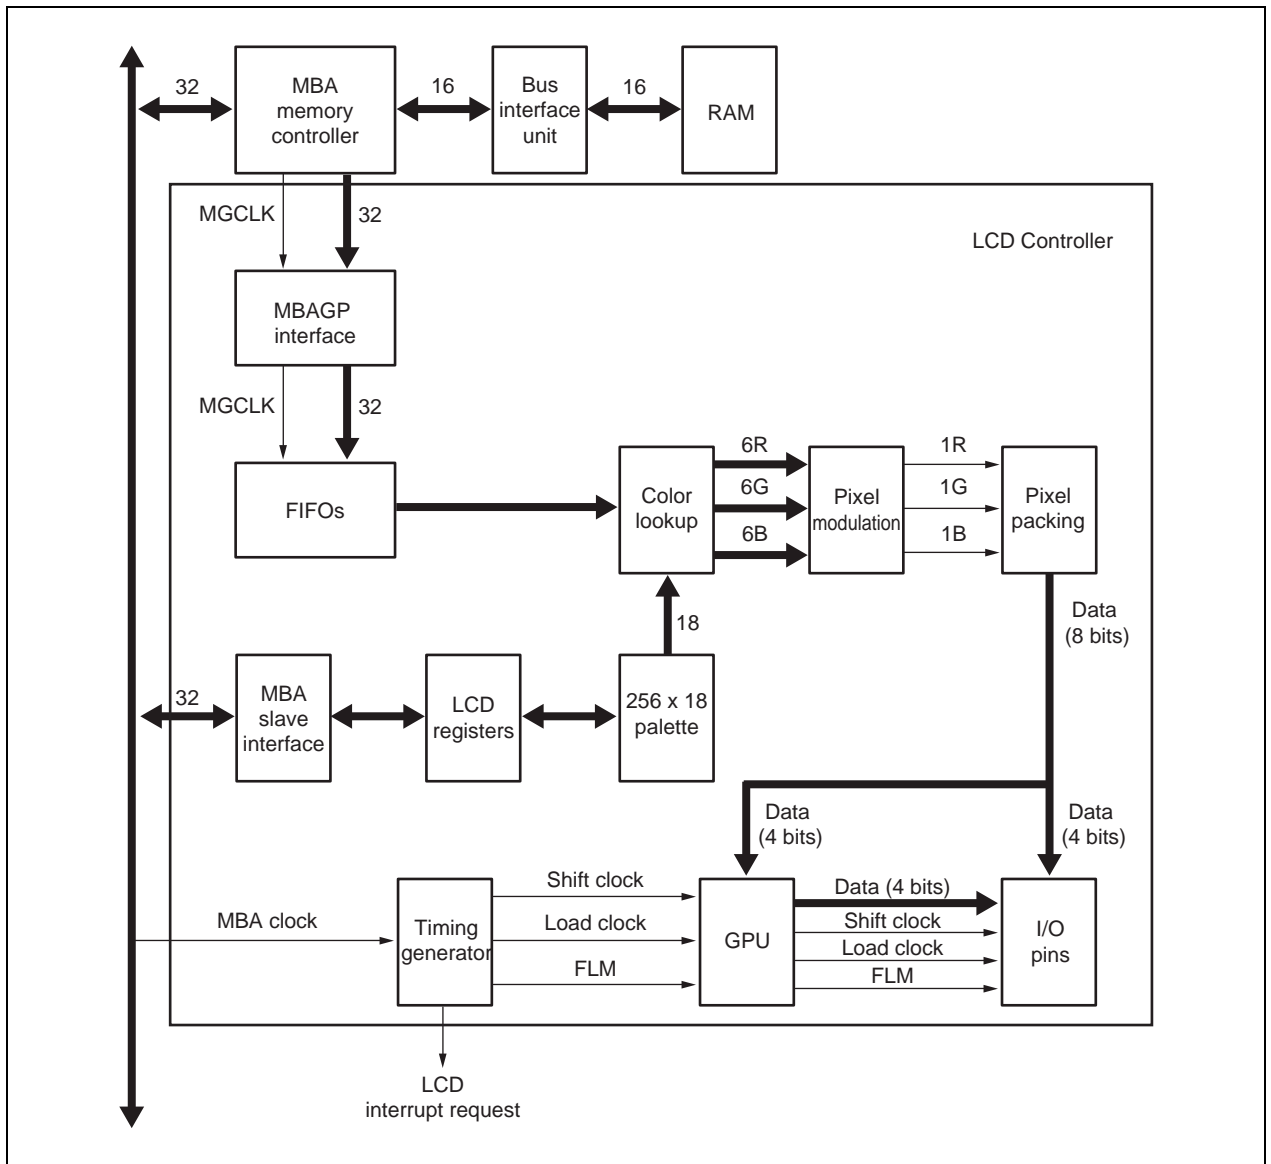 32
MBA
memory
controller
16
Bus
interface
unit
16
RAM
MGCLK
32
LCD Controller
MBAGP
interface
MGCLK
32
FIFOs
Color
lookup
6R
6G
6B
Pixel
modulation
1R
1G
1B
Pixel
packing
18
Data
(8 bits)
32
MBA
slave
interface
LCD
registers
256 x 18
palette
Data
(4 bits)
Data
(4 bits)
MBA clock
Timing
generator
Shift clock
Load clock
FLM
GPU
Data (4 bits)
Shift clock
Load clock
FLM
I/O
pins
LCD
interrupt request